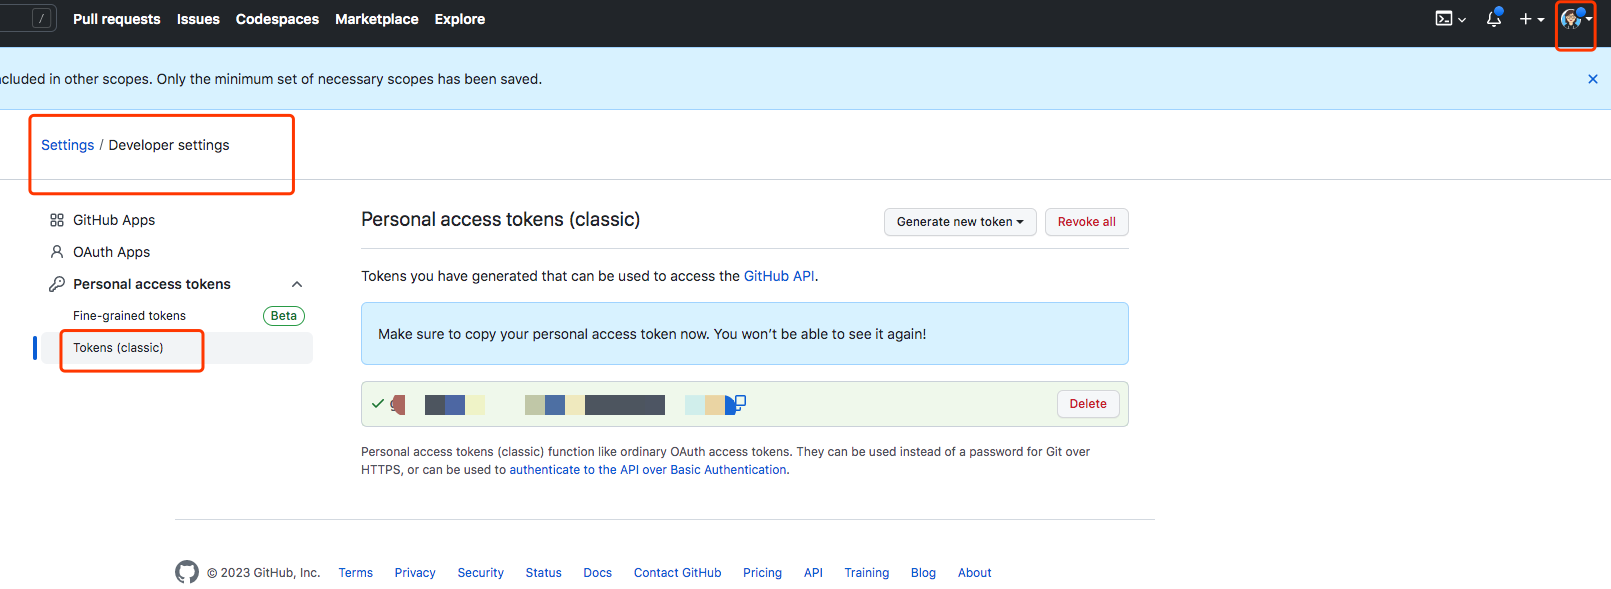 / Pull requests Issues Codespaces Marketplace Explore
cluded in other scopes. Only the minimum set of necessary scopes has been saved.
Settings / Developer settings
GitHub Apps
OAuth Apps
Personal access tokens
Fine-grained tokens Beta
Tokens (classic)
Personal access tokens (classic)
Generate new token
Revoke all
Tokens you have generated that can be used to access the GitHub API.
Make sure to copy your personal access token now. You won't be able to see it again!
Delete
Personal access tokens (classic) function like ordinary OAuth access tokens. They can be used instead of a password for Git over
HTTPS, or can be used to authenticate to the API over Basic Authentication.
© 2023 GitHub, Inc. Terms Privacy Security Status Docs Contact GitHub Pricing API Training Blog About